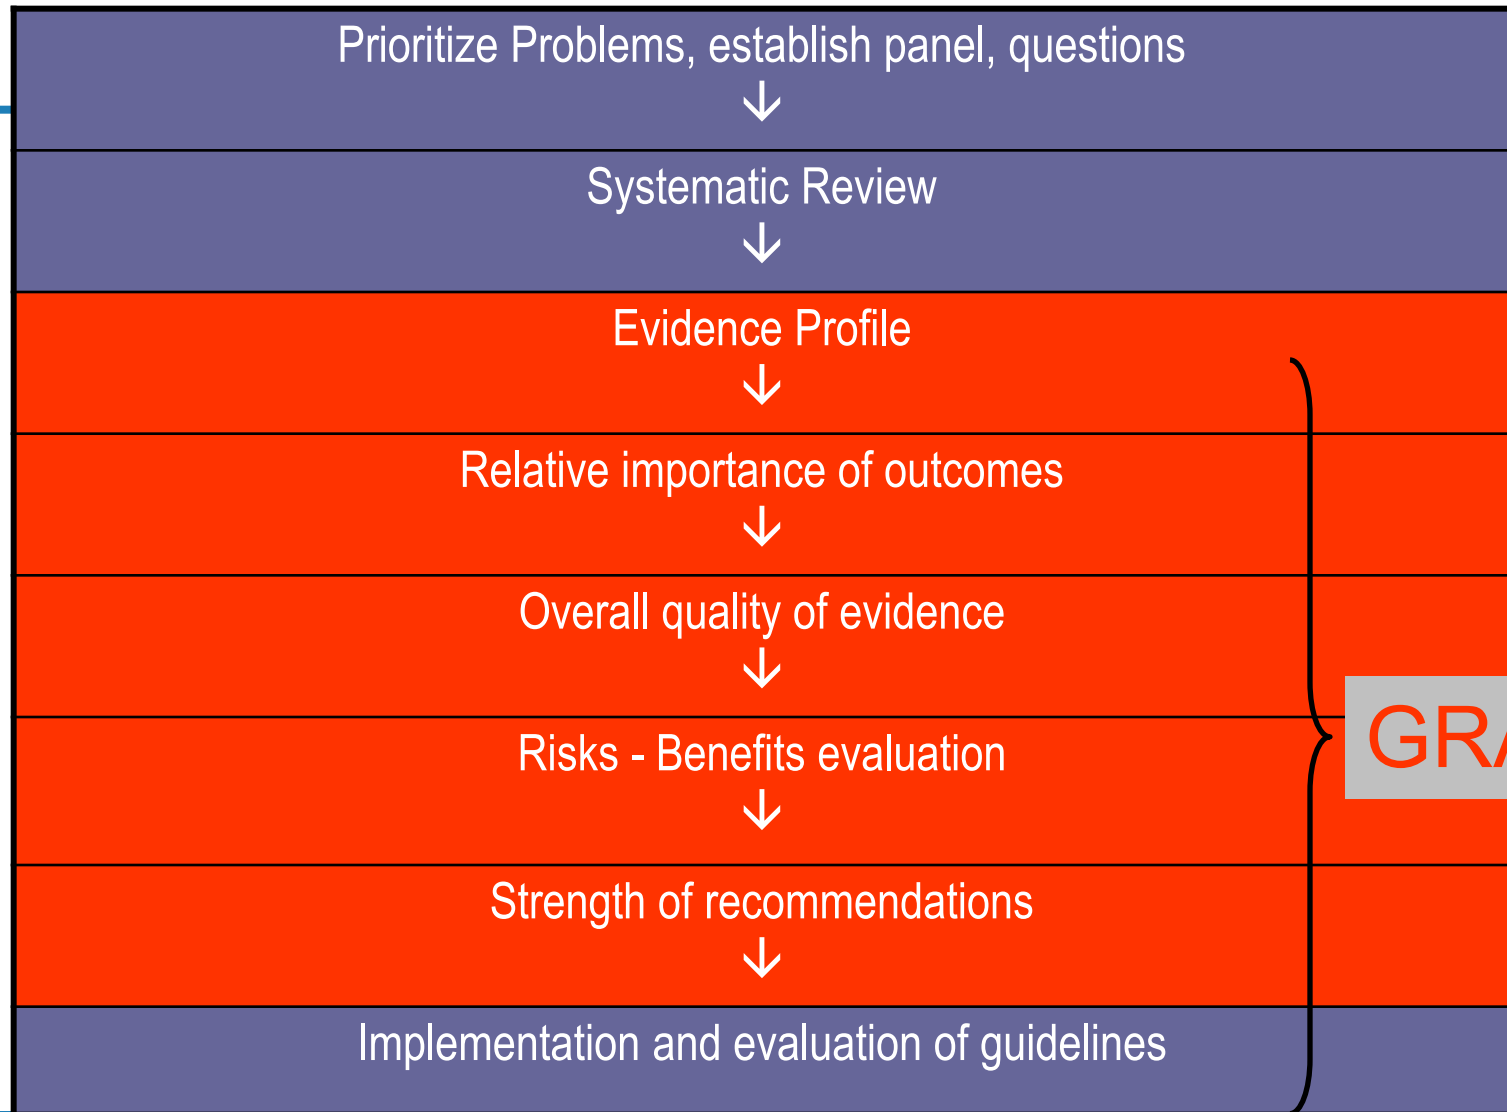 Prioritize Problems, establish panel, questions
↓
Systematic Review
↓
Evidence Profile
↓
Relative importance of outcomes
↓
Overall quality of evidence
↓
Risks - Benefits evaluation
↓
GRA
Strength of recommendations
↓
Implementation and evaluation of guidelines